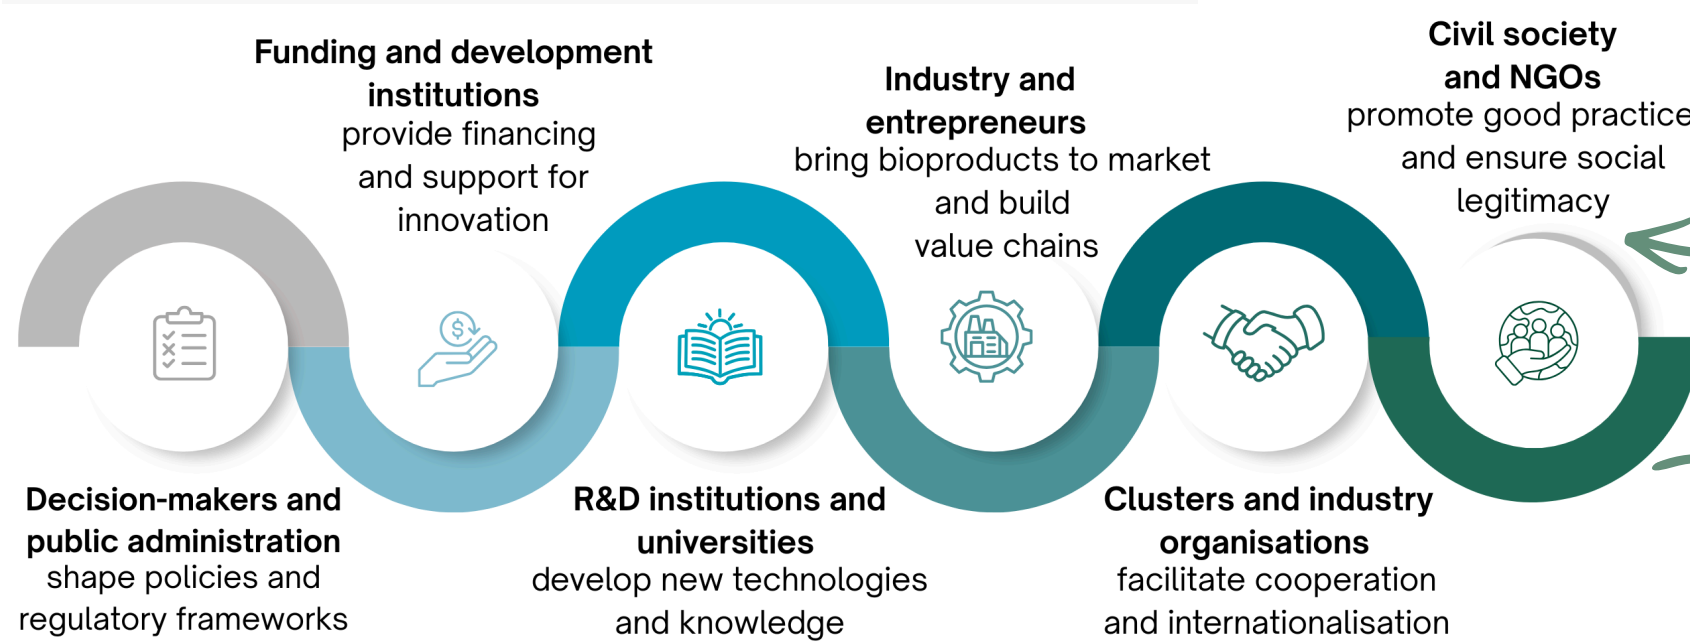 Funding and development
institutions
provide financing
and support for
innovation
Industry and
entrepreneurs
bring bioproducts to market
and build
value chains
Civil society
and NGOs
promote good practice
and ensure social
legitimacy
$
Decision-makers and
public administration
shape policies and
regulatory frameworks
R&D institutions and
universities
develop new technologies
and knowledge
Clusters and industry
organisations
facilitate cooperation
and internationalisation